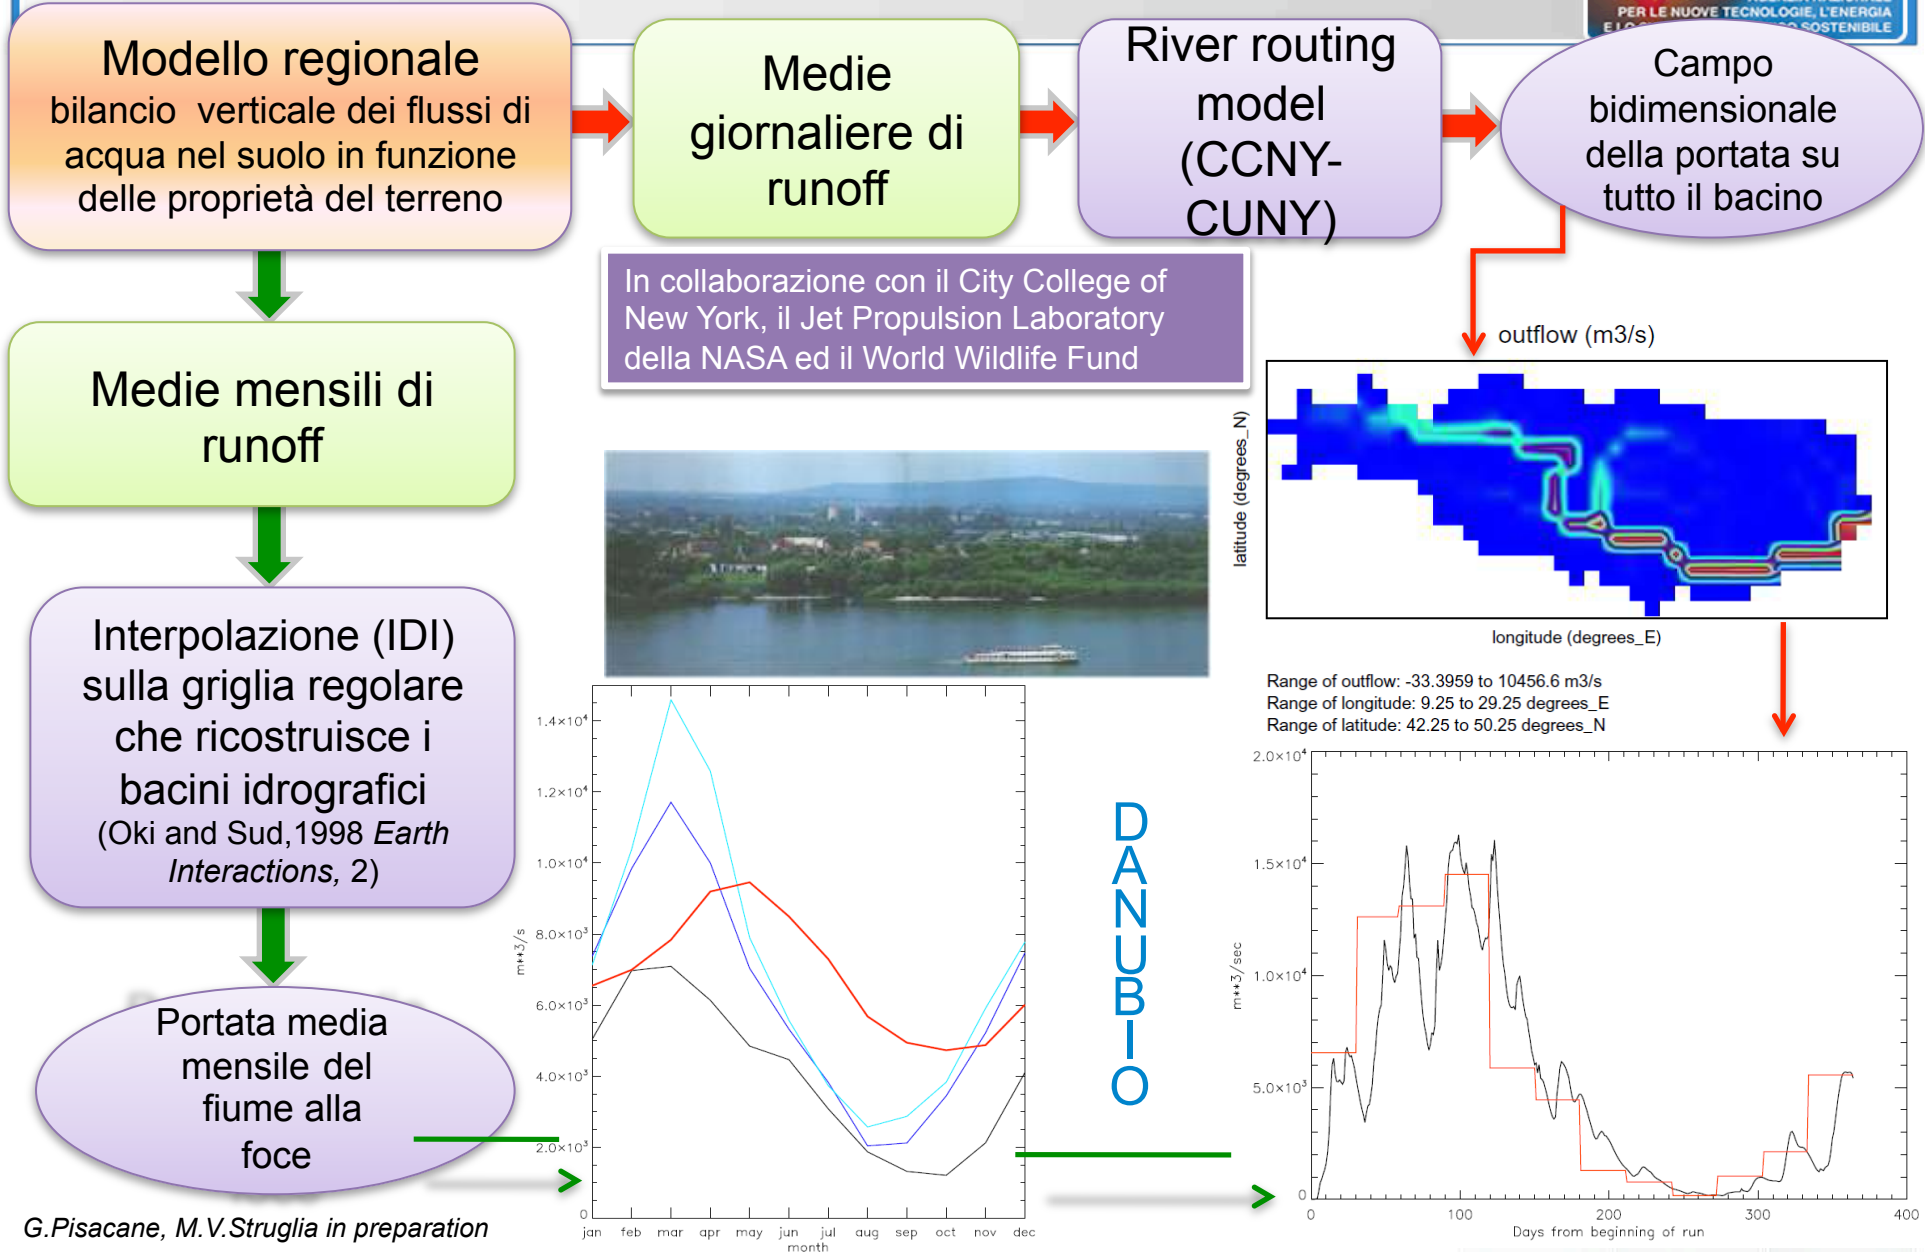 PER LE NUOVE TECNOLOGIE, L'ENERGIA
SOSTENIBILE
Modello regionale
bilancio verticale dei flussi di
acqua nel suolo in funzione
delle proprietà del terreno
Medie
giornaliere di
runoff
River routing
model
(CCNY-
CUNY)
Campo
bidimensionale
della portata su
tutto il bacino
In collaborazione con il City College of
New York, il Jet Propulsion Laboratory
della NASA ed il World Wildlife Fund
Medie mensili di
runoff
Interpolazione (IDI)
sulla griglia regolare
che ricostruisce i
bacini idrografici
(Oki and Sud,1998 Earth
Interactions, 2)
Portata media
mensile del
fiume alla
foce
G.Pisacane, M.V.Struglia in preparation
outflow (m3/s)
latitude (degrees_N)
longitude (degrees_E)
Range of outflow: -33.3959 to 10456.6 m3/s
Range of longitude: 9.25 to 29.25 degrees_E
Range of latitude: 42.25 to 50.25 degrees_N
1.4×10⁴
1.2×10⁴
1.0×10⁴
8.0×10³
6.0×10³
4.0×10³
2.0×10³
0
m**3/s
jan feb mar apr may jun jul aug sep oct nov dec
month
DANUBIO
2.0×10⁴
1.5×10⁴
1.0×10⁴
5.0×10³
0
m**3/sec
0 100 200 300 400
Days from beginning of run